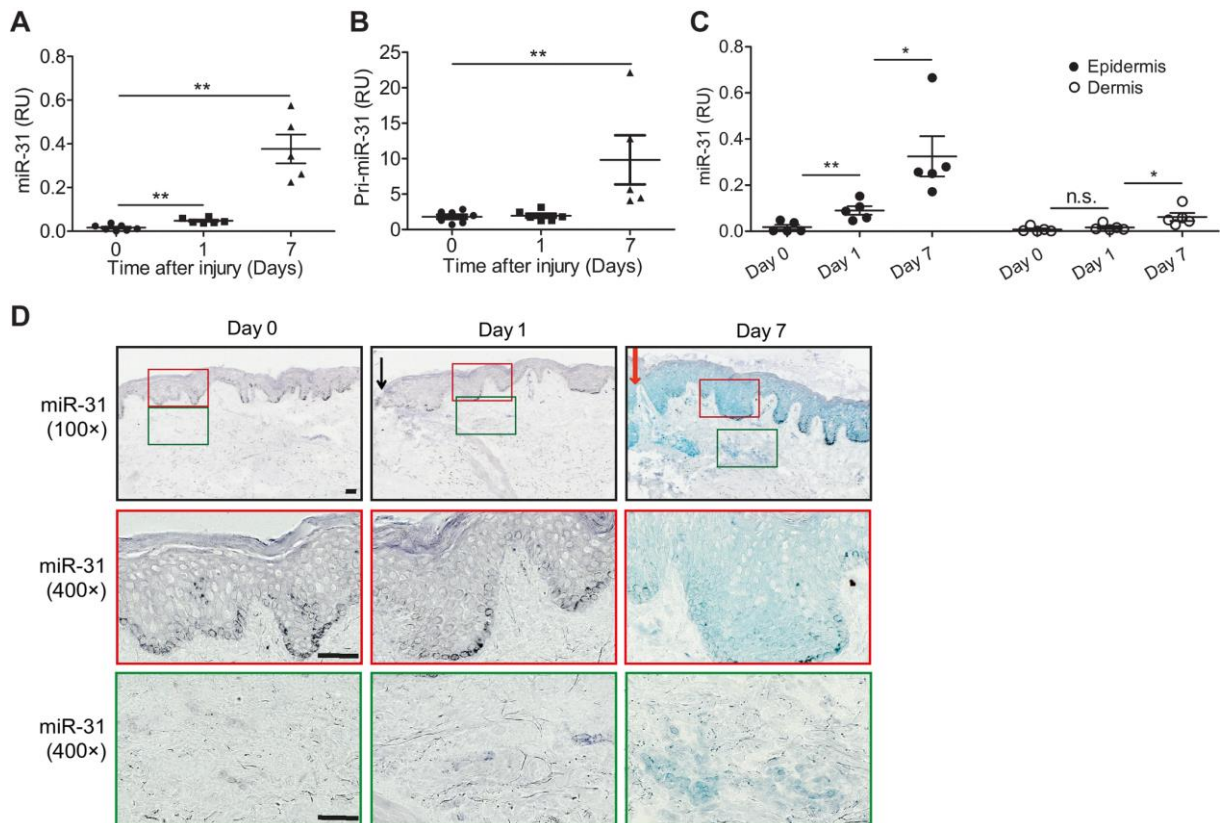 A
miR-31 (RU)
0.8
0.6
0.4
0.2
0.0
**
**
0
1
7
Time after injury (Days)
B
Pri-miR-31 (RU)
25
20
15
10
5
0
**
0
1
7
Time after injury (Days)
C
miR-31 (RU)
0.8
0.6
0.4
0.2
0.0
*
**
n.s.
*
Epidermis
Dermis
Day 0
Day 1
Day 7
Day 0
Day 1
Day 7
D
Day 0
Day 1
Day 7
miR-31
(100×)
miR-31
(400×)
miR-31
(400×)